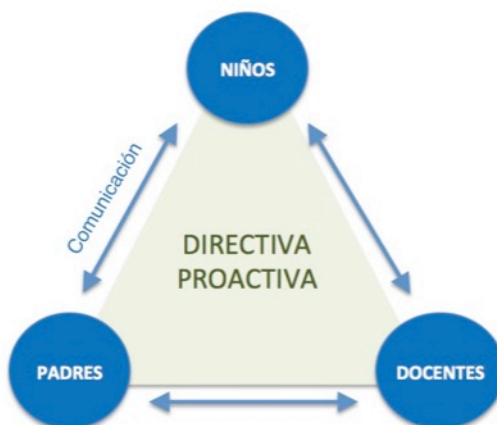 NIÑOS
Comunicación
DIRECTIVA
PROACTIVA
PADRES
DOCENTES